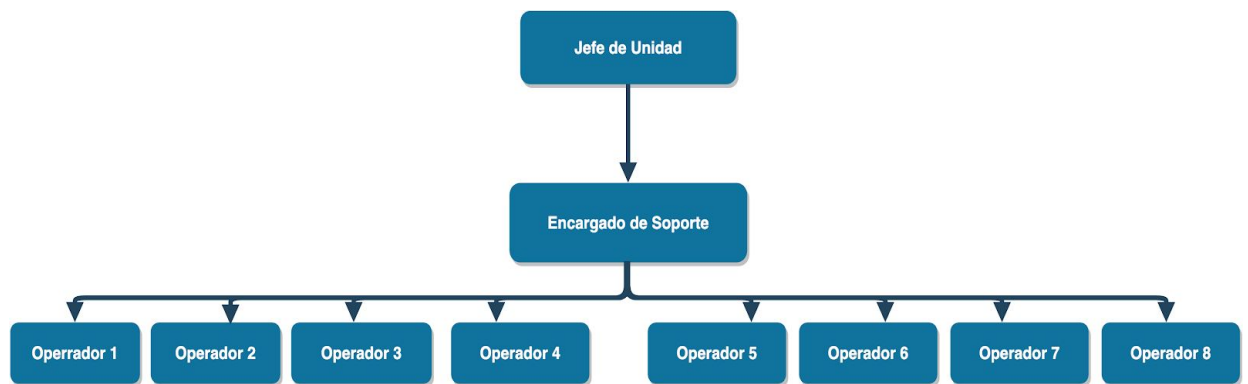 Jefe de Unidad
Encargado de Soporte
Operrador 1
Operador 2
Operador 3
Operador 4
Operador 5
Operador 6
Operador 7
Operador 8